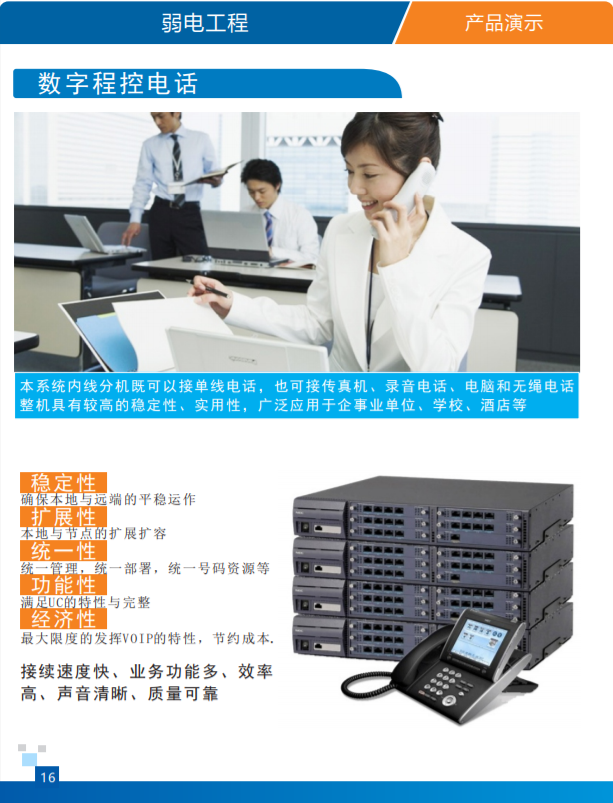 弱电工程
产品演示
数字程控电话
本系统内线分机既可以接单线电话，也可接传真机、录音电话、电脑和无绳电话
整机具有较高的稳定性、实用性，广泛应用于企事业单位、学校、酒店等
稳定性
确保本地与远端的平稳运作
扩展性
本地与节点的扩展扩容
统一性
统一管理，统一部署，统一号码资源等
功能性
满足UC的特性与完整
经济性
最大限度的发挥VOIP的特性，节约成本.
接续速度快、业务功能多、效率
高、声音清晰、质量可靠
16